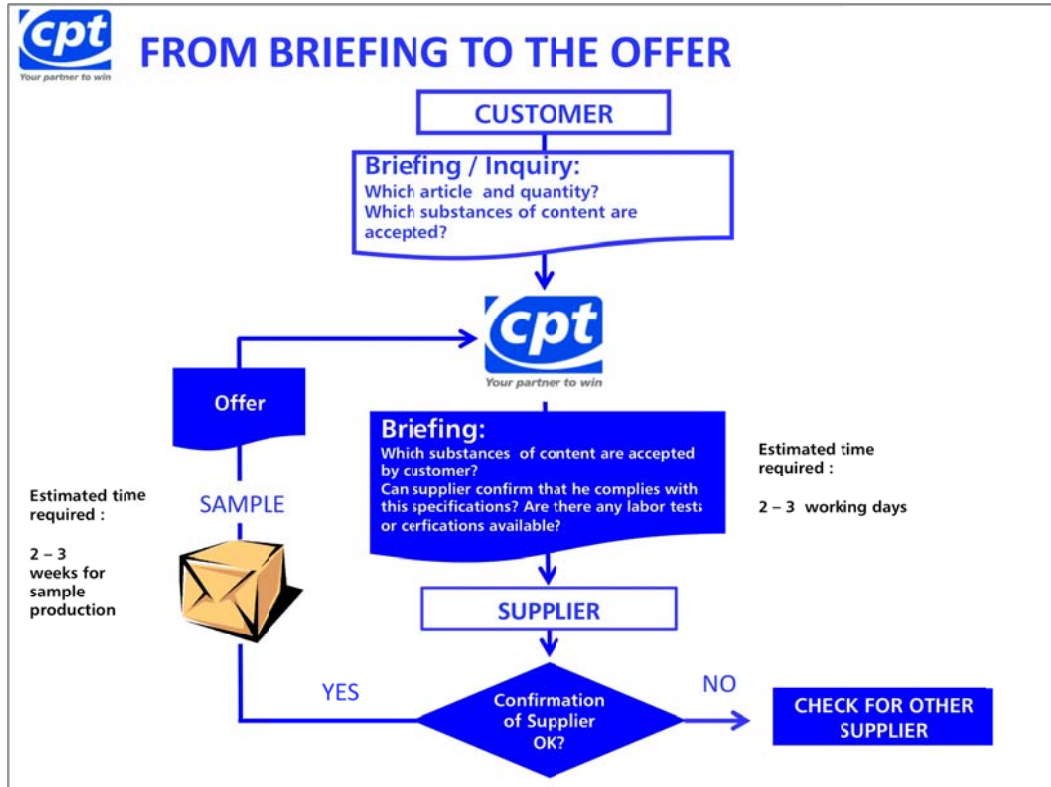 cpt
Your partner to win
FROM BRIEFING TO THE OFFER
CUSTOMER
Briefing / Inquiry:
Which article and quantity?
Which substances of content are
accepted?
cpt
Your partner to win
Offer
Briefing:
Which substances of content are accepted
by customer?
Can supplier confirm that he complies with
this specifications? Are there any labor tests
or cerfications available?
Estimated time
required :
2 – 3 working days
Estimated time
required :
2 – 3
weeks for
sample
production
SAMPLE
SUPPLIER
YES
Confirmation
of Supplier
OK?
NO
CHECK FOR OTHER
SUPPLIER